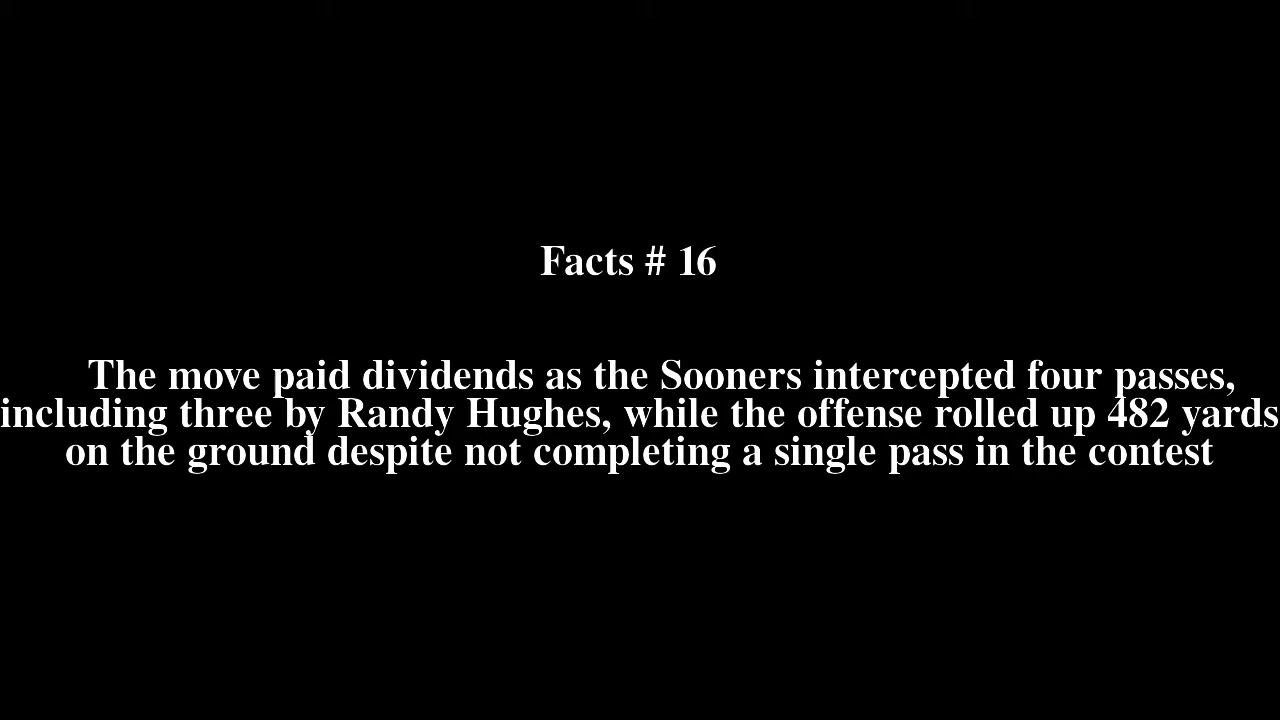 Facts # 16
The move paid dividends as the Sooners intercepted four passes,
including three by Randy Hughes, while the offense rolled up 482 yards
on the ground despite not completing a single pass in the contest